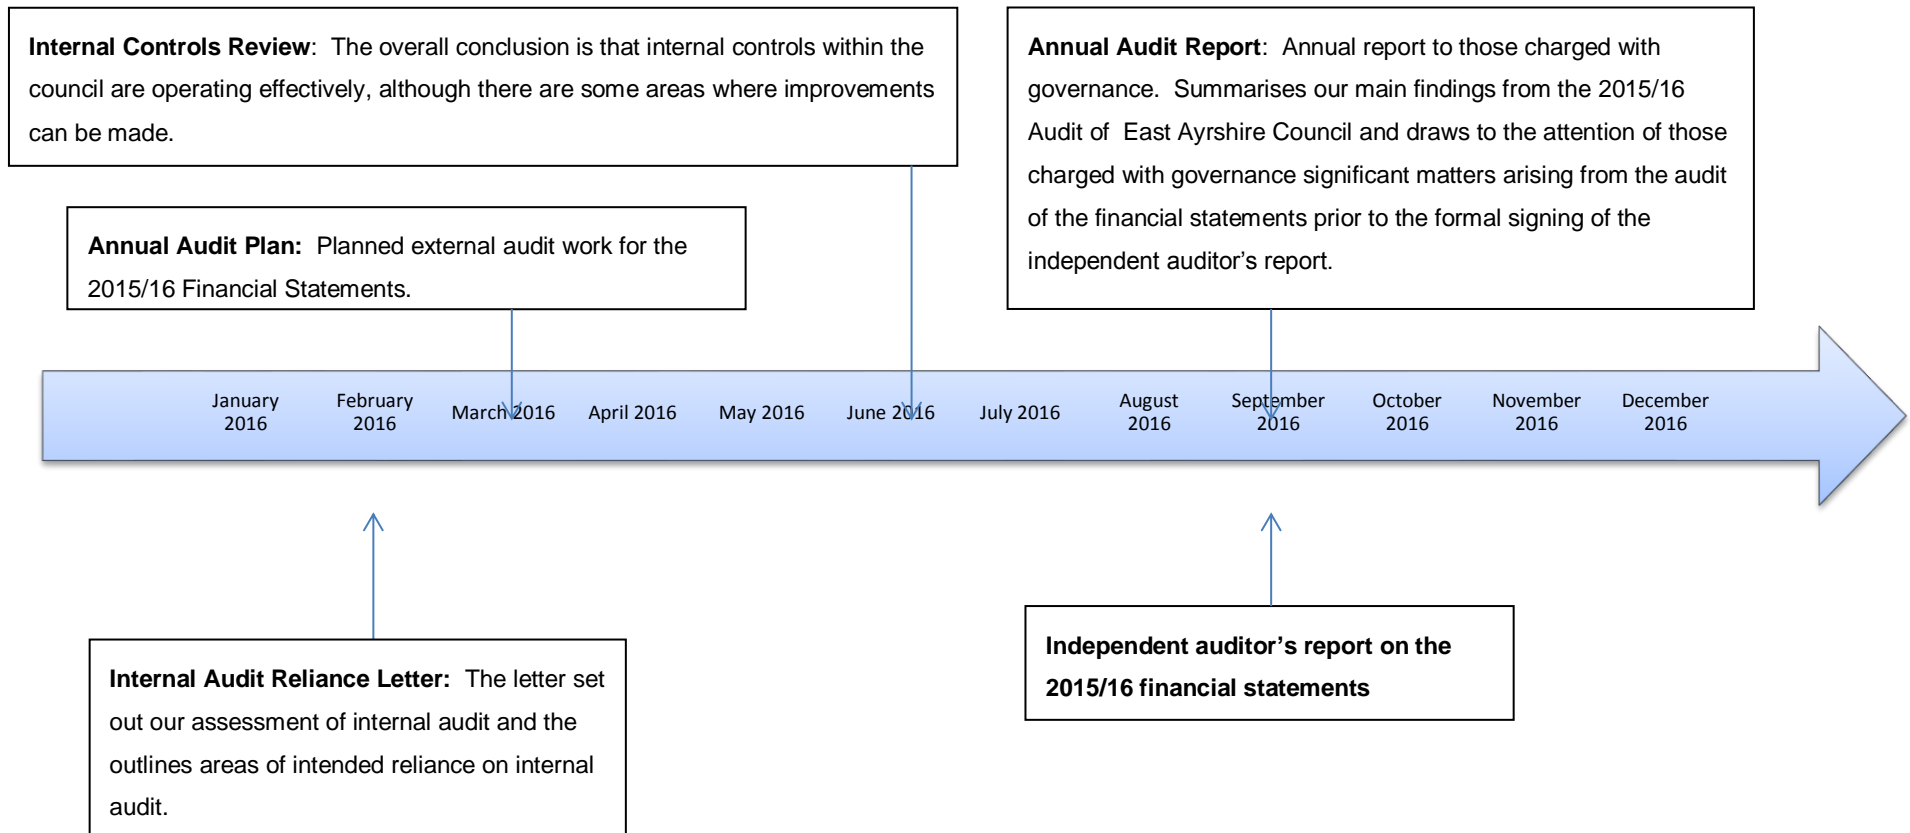 Internal Controls Review:  The overall conclusion is that internal controls within the
council are operating effectively, although there are some areas where improvements
can be made.
Annual Audit Report:  Annual report to those charged with
governance.  Summarises our main findings from the 2015/16
Audit of  East Ayrshire Council and draws to the attention of those
charged with governance significant matters arising from the audit
of the financial statements prior to the formal signing of the
independent auditor’s report.
Annual Audit Plan:  Planned external audit work for the
2015/16 Financial Statements.
January
2016
February
2016
March 2016
April 2016
May 2016
June 2016
July 2016
August
2016
September
2016
October
2016
November
2016
December
2016
Internal Audit Reliance Letter:  The letter set
out our assessment of internal audit and the
outlines areas of intended reliance on internal
audit.
Independent auditor’s report on the
2015/16 financial statements